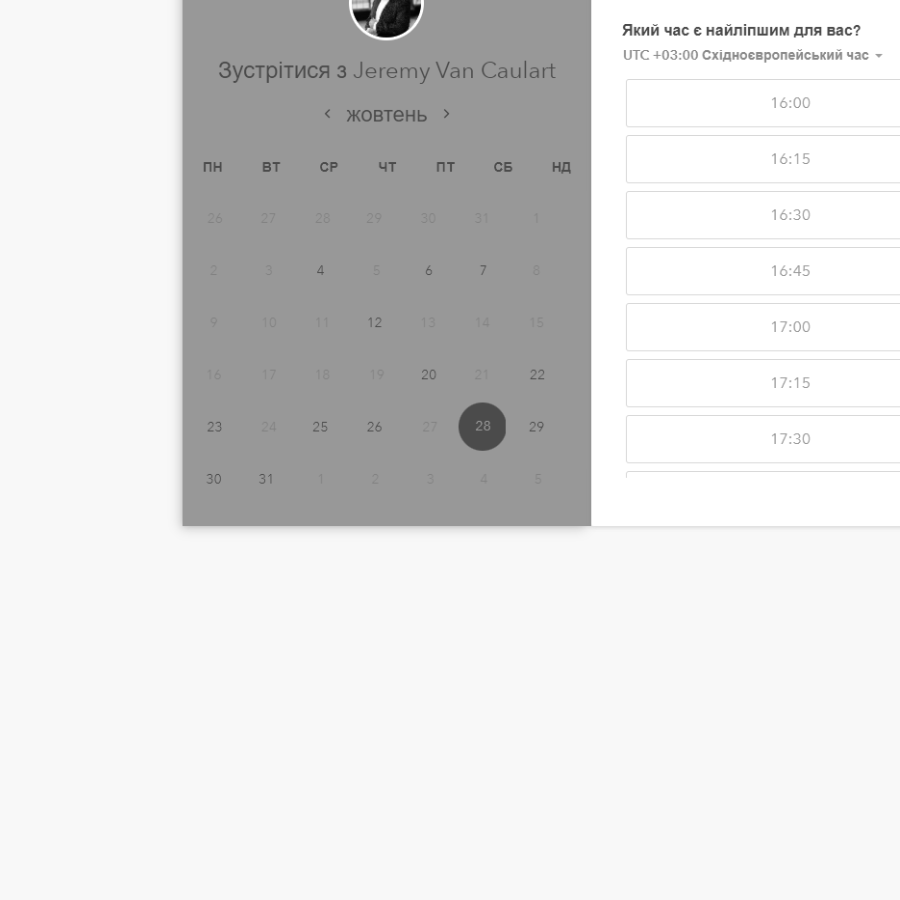 Зустрітися з Jeremy Van Caulart
жовтень
ПН ВТ СР ЧТ ПТ СБ НД
26 27 28 29 30 31 1
2 3 4 5 6 7 8
9 10 11 12 13 14 15
16 17 18 19 20 21 22
23 24 25 26 27 28 29
30 31 1 2 3 4 5
Який час є найліпшим для вас?
UTC +03:00 Східноєвропейський час
16:00
16:15
16:30
16:45
17:00
17:15
17:30